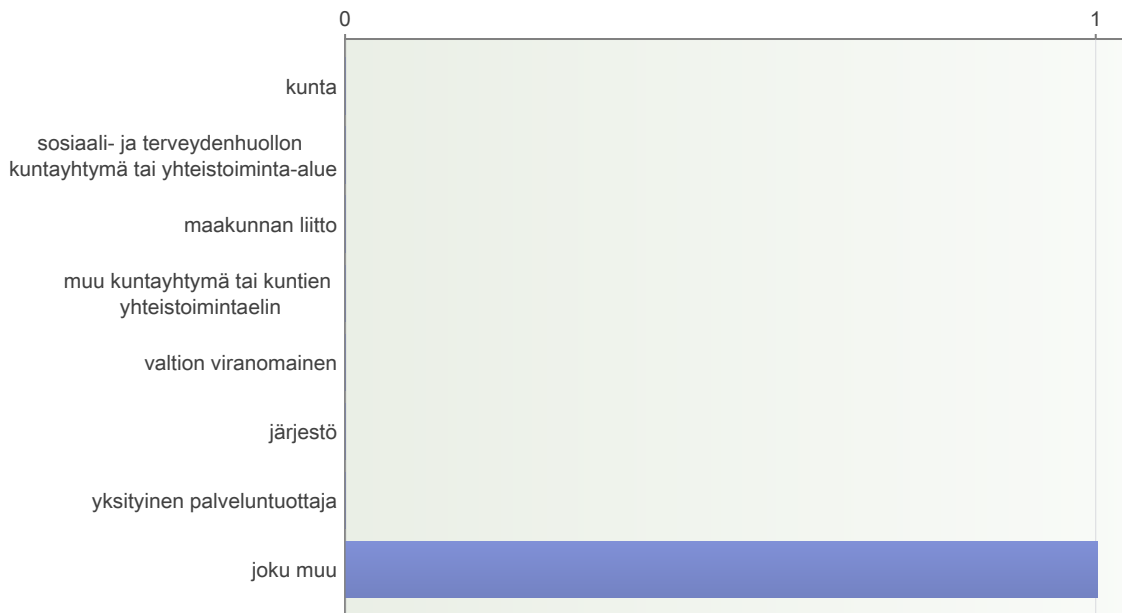 0 1
kunta
sosiaali- ja terveydenhuollon
kuntayhtymä tai yhteistoiminta-alue
maakunnan liitto
muu kuntayhtymä tai kuntien
yhteistoimintaelin
valtion viranomainen
järjestö
yksityinen palveluntuottaja
joku muu